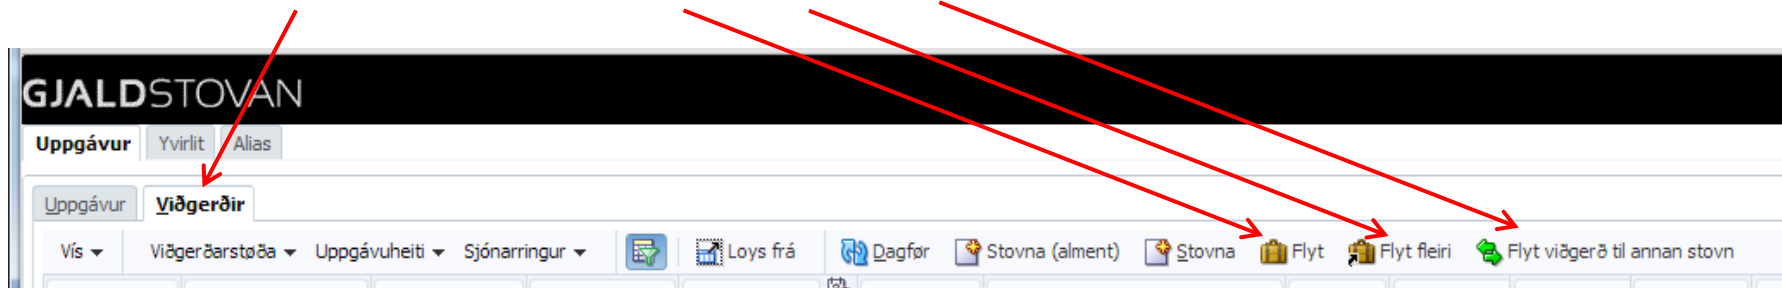 GJALDSTOVAN
Uppgávur Yvirlit Alias
Uppgávur Viðgerðir
Vís Viðgerðarstøða Uppgávuheiti Sjónarringur Loys frá Dagfør Stovna (alment) Stovna Flyt Flyt fleiri Flyt viðgerð til annan stovn